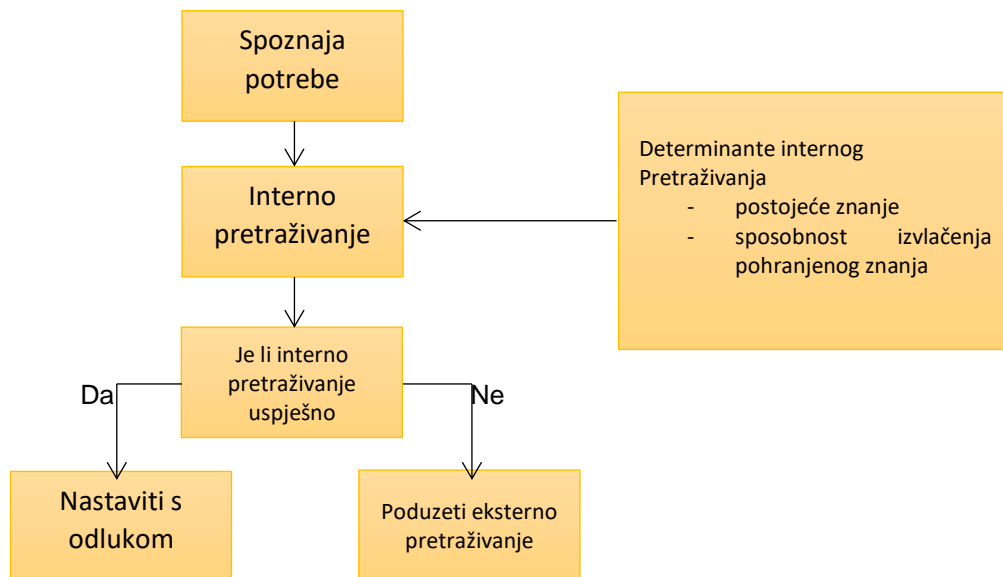 Spoznaja
potrebe
Interno
pretraživanje
Determinante internog
Pretraživanja
- postojeće znanje
- sposobnost izvlačenja
pohranjenog znanja
Je li interno
pretraživanje
uspješno
Da
Ne
Nastaviti s
odlukom
Poduzeti eksterno
pretraživanje